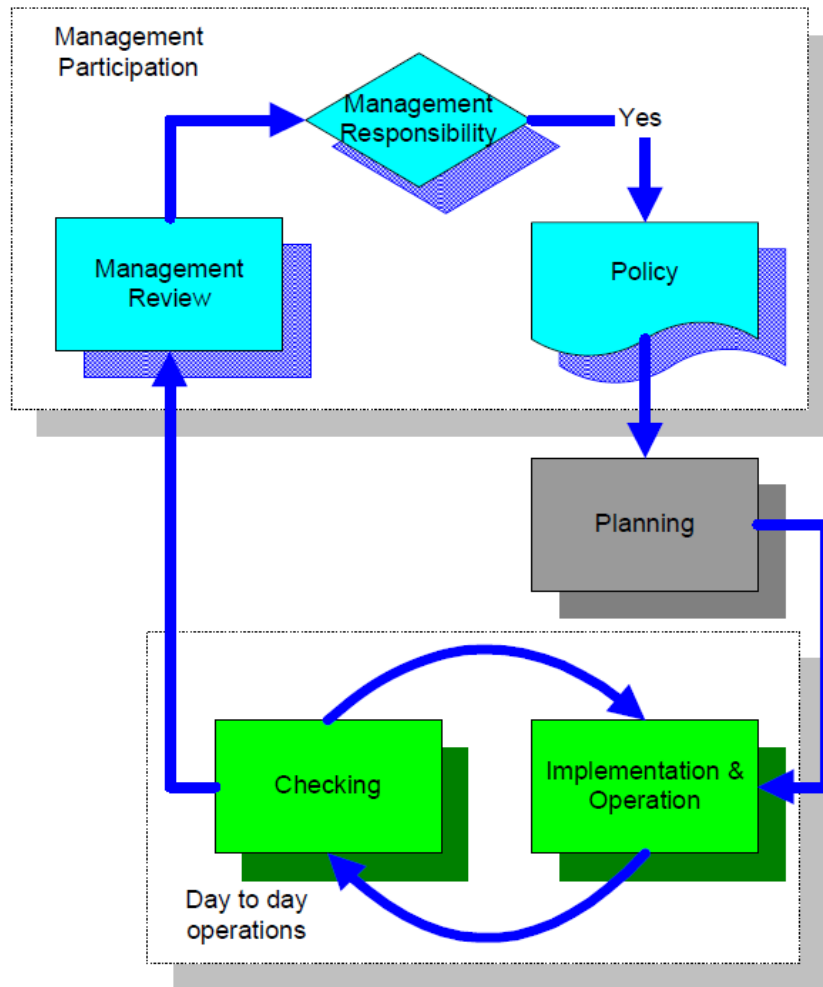 Management
Participation
Management
Responsibility
Yes
Management
Review
Policy
Planning
Checking
Implementation &
Operation
Day to day
operations